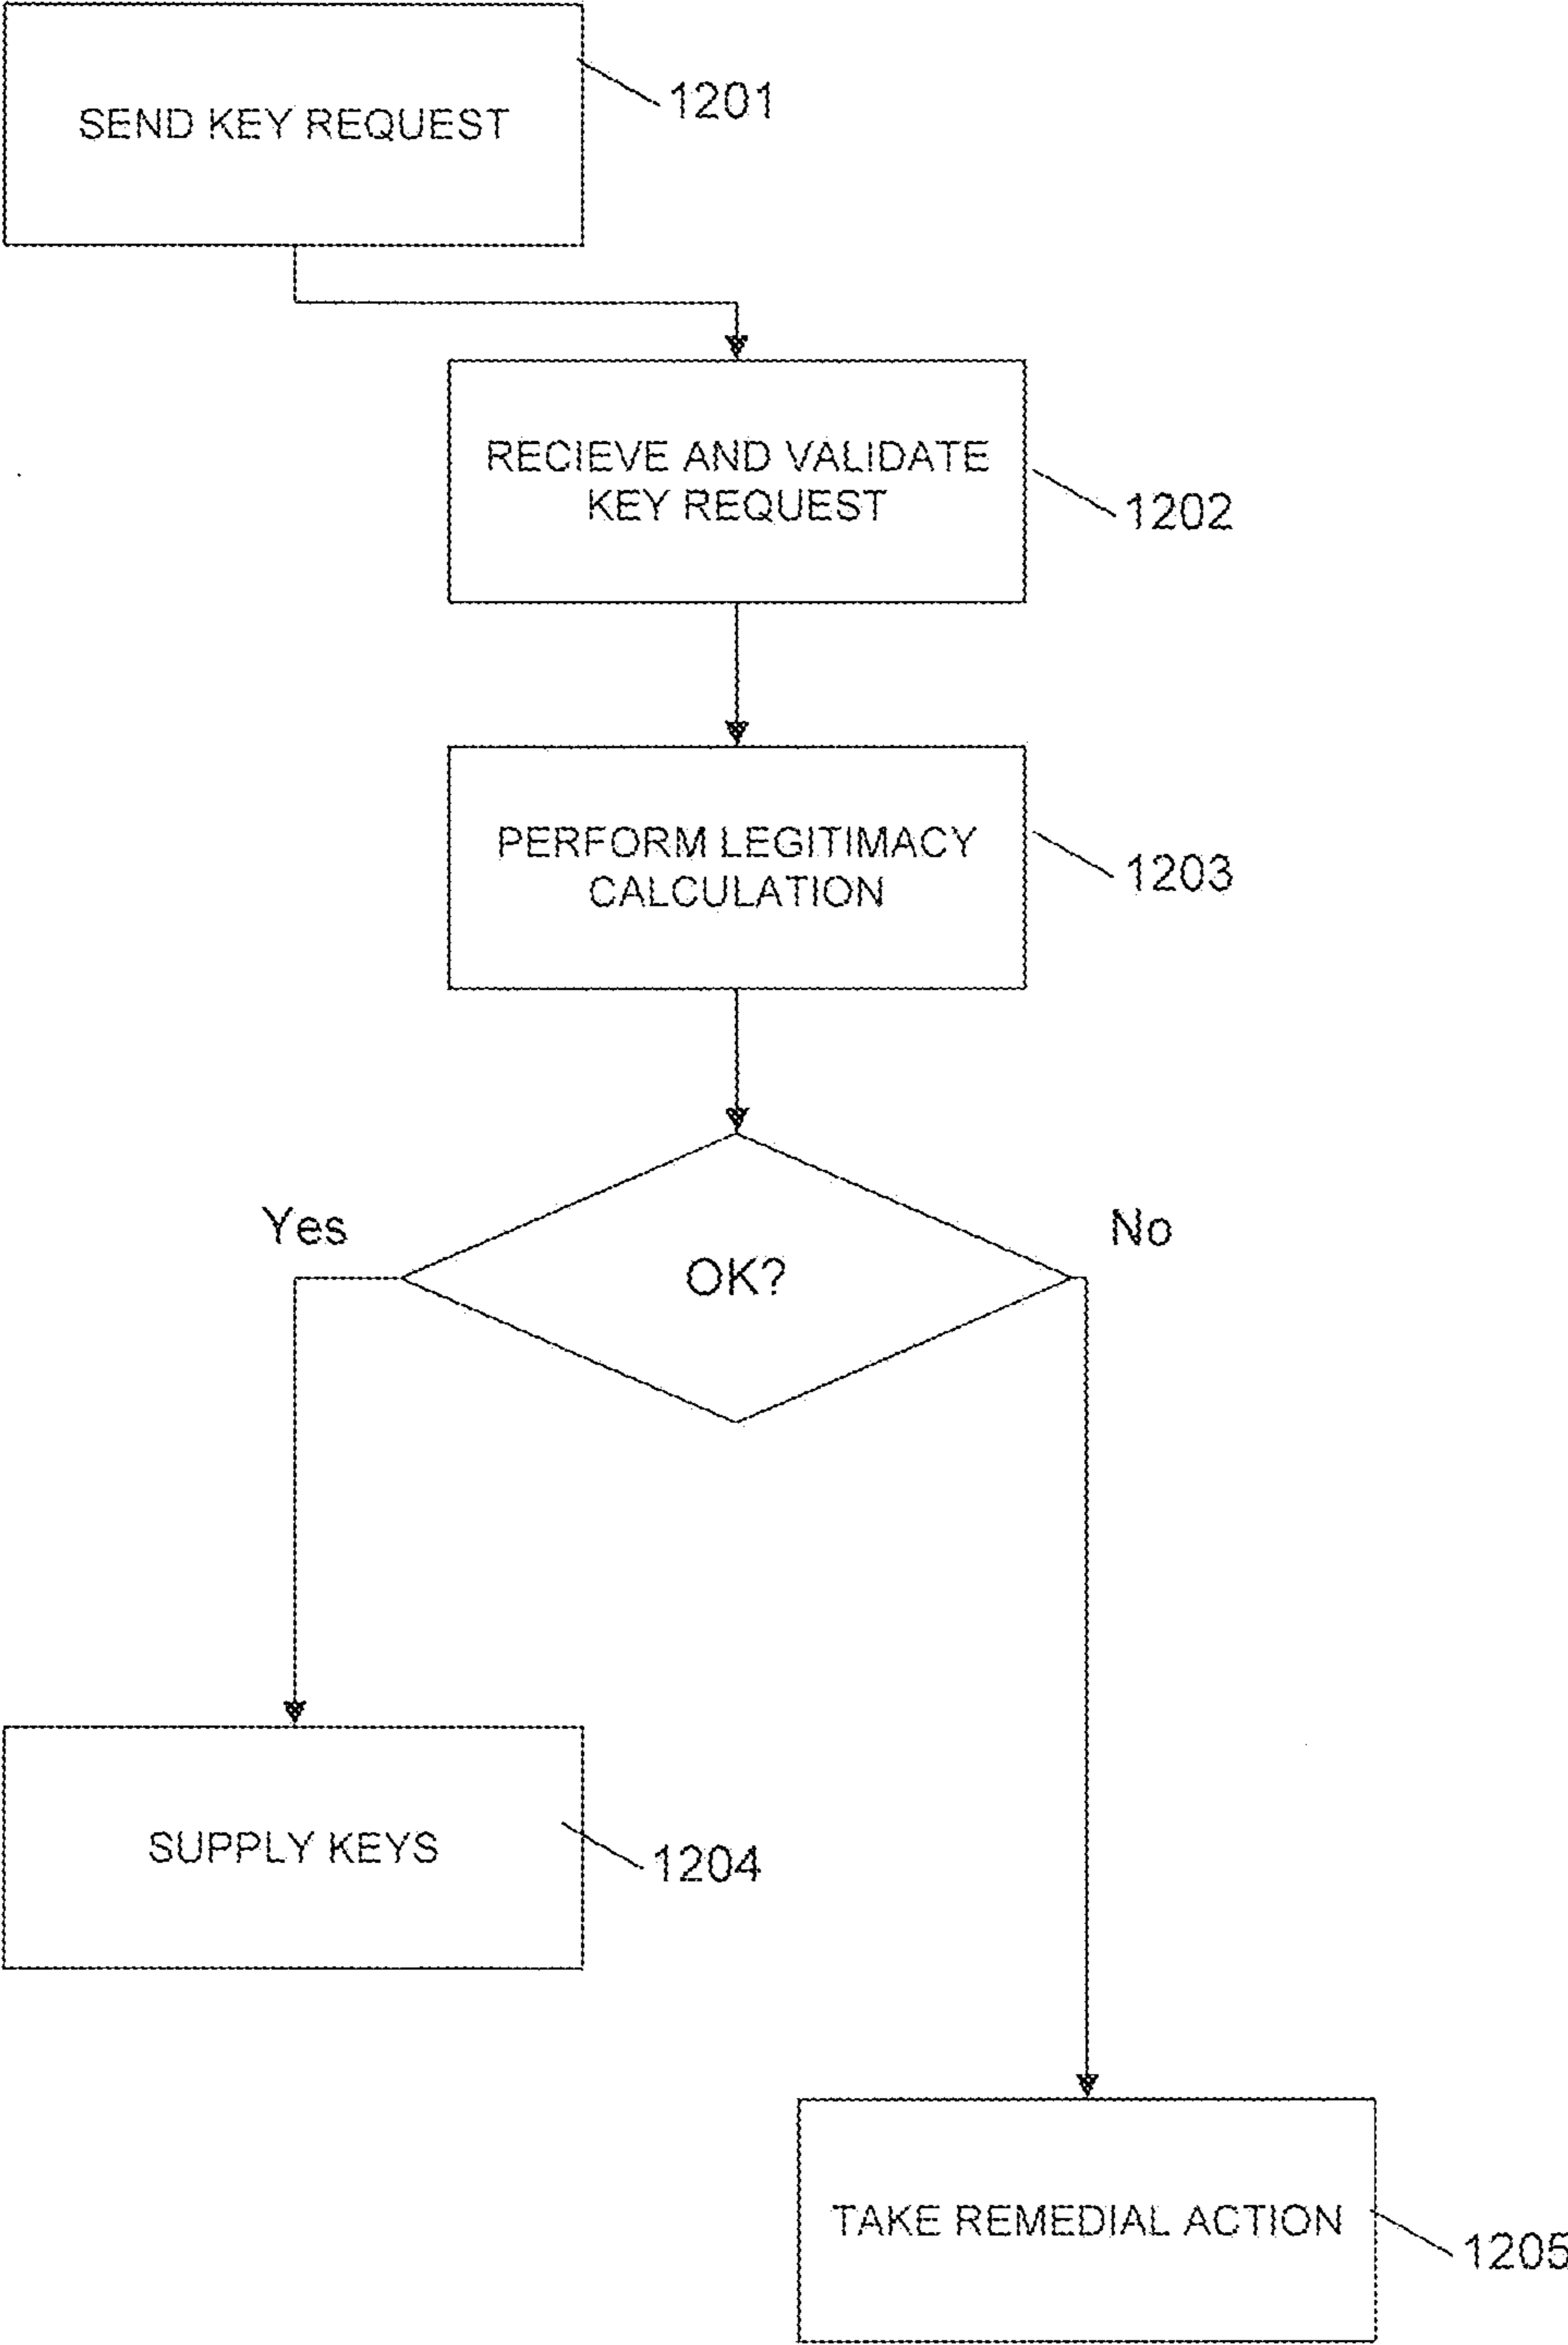 SEND KEY REQUEST
1201
RECIEVE AND VALIDATE
KEY REQUEST
1202
PERFORM LEGITIMACY
CALCULATION
1203
Yes
No
OK?
SUPPLY KEYS
1204
TAKE REMEDIAL ACTION
1205